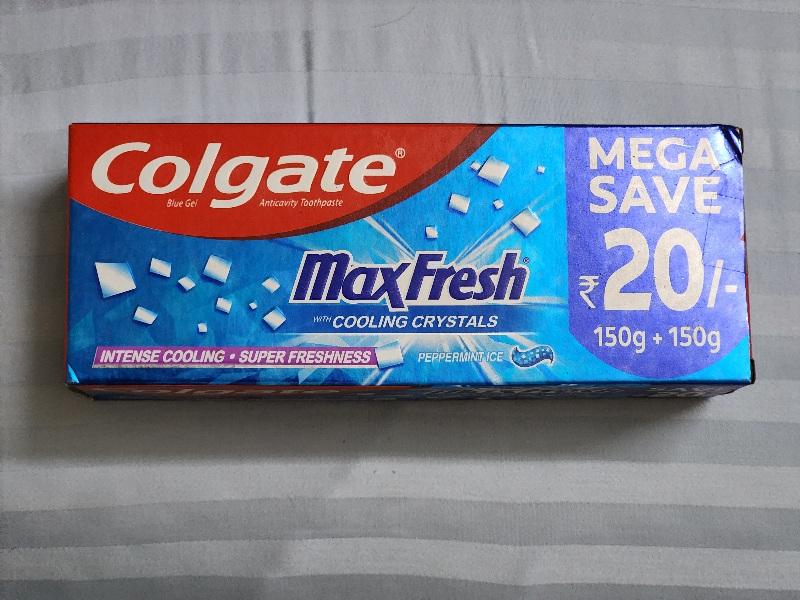 Colgate®
Blue Gel Anticavity Toothpaste
MaxFresh®
WITH COOLING CRYSTALS
INTENSE COOLING • SUPER FRESHNESS
PEPPERMINT ICE
MEGA
SAVE
₹20/-
150g + 150g